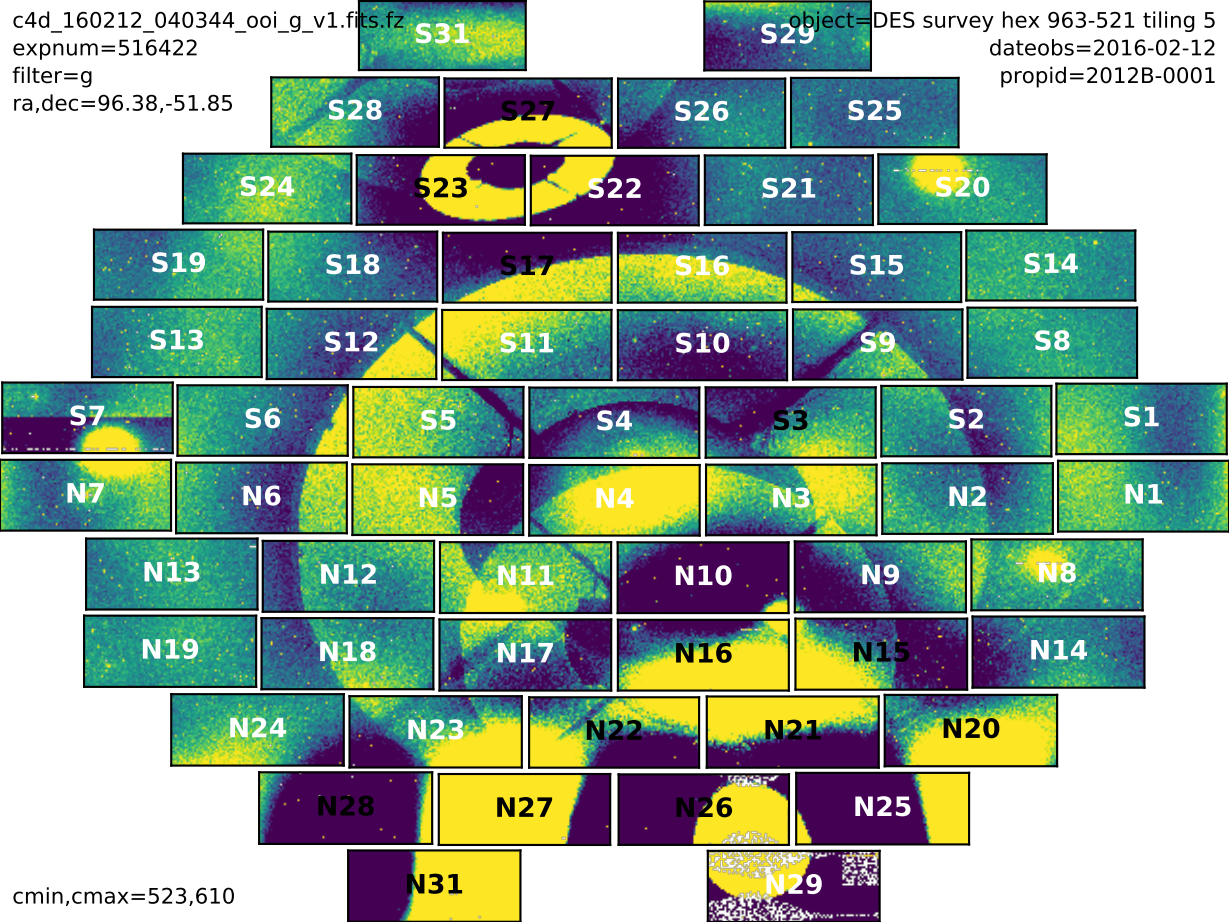 c4d_160212_040344_ooi_g_v1.fits.fz
expnum=516422
filter=g
ra,dec=96.38,-51.85
object=DES survey hex 963-521 tiling 5
dateobs=2016-02-12
propid=2012B-0001
S31 S29
S28 S27 S26 S25
S24 S23 S22 S21 S20
S19 S18 S17 S16 S15 S14
S13 S12 S11 S10 S9 S8
S7 S6 S5 S4 S3 S2 S1
N7 N6 N5 N4 N3 N2 N1
N13 N12 N11 N10 N9 N8
N19 N18 N17 N16 N15 N14
N24 N23 N22 N21 N20
N28 N27 N26 N25
N31 N29
cmin,cmax=523,610